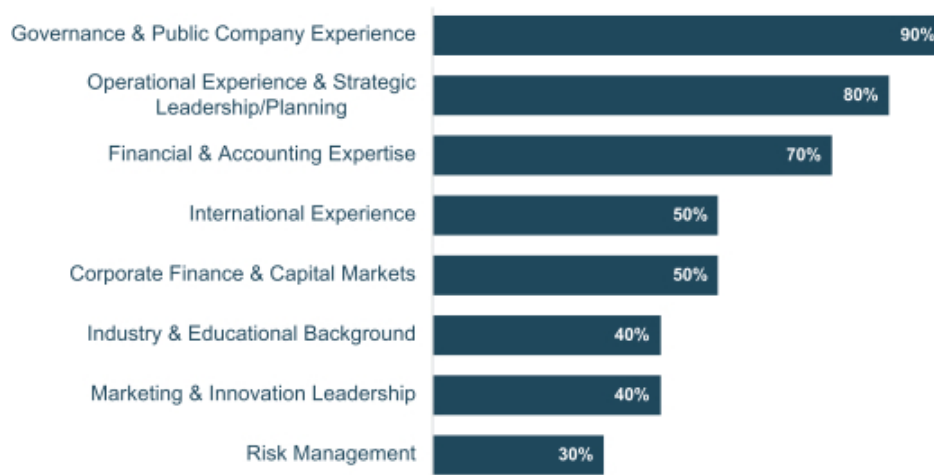 Governance & Public Company Experience 90%
Operational Experience & Strategic
Leadership/Planning 80%
Financial & Accounting Expertise 70%
International Experience 50%
Corporate Finance & Capital Markets 50%
Industry & Educational Background 40%
Marketing & Innovation Leadership 40%
Risk Management 30%